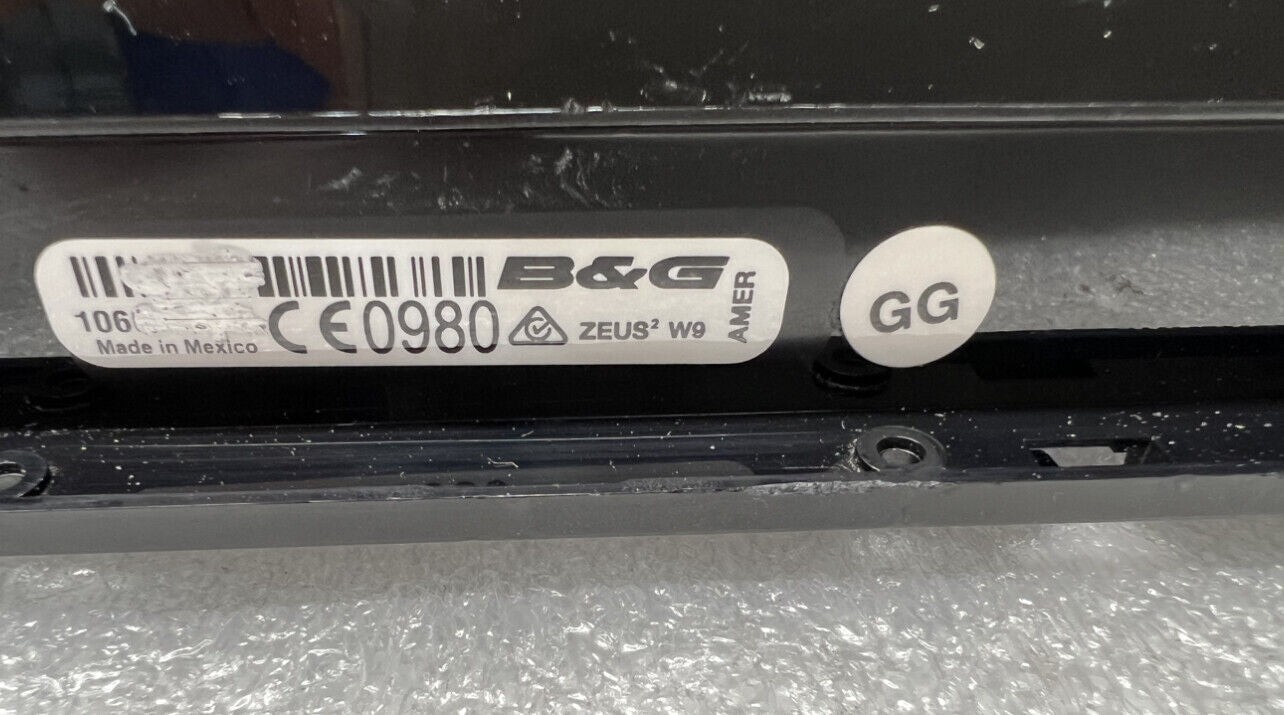 B&G
106
CE0980 ZEUS² W9
AMER
Made in Mexico
GG